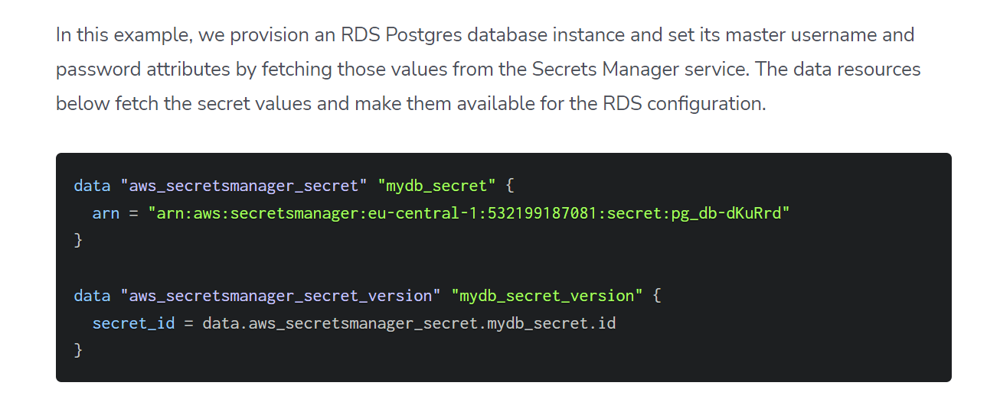 In this example, we provision an RDS Postgres database instance and set its master username and
password attributes by fetching those values from the Secrets Manager service. The data resources
below fetch the secret values and make them available for the RDS configuration.
data "aws_secretsmanager_secret" "mydb_secret" {
  arn = "arn:aws:secretsmanager:eu-central-1:532199187081:secret:pg_db-dKuRrd"
}
data "aws_secretsmanager_secret_version" "mydb_secret_version" {
  secret_id = data.aws_secretsmanager_secret.mydb_secret.id
}